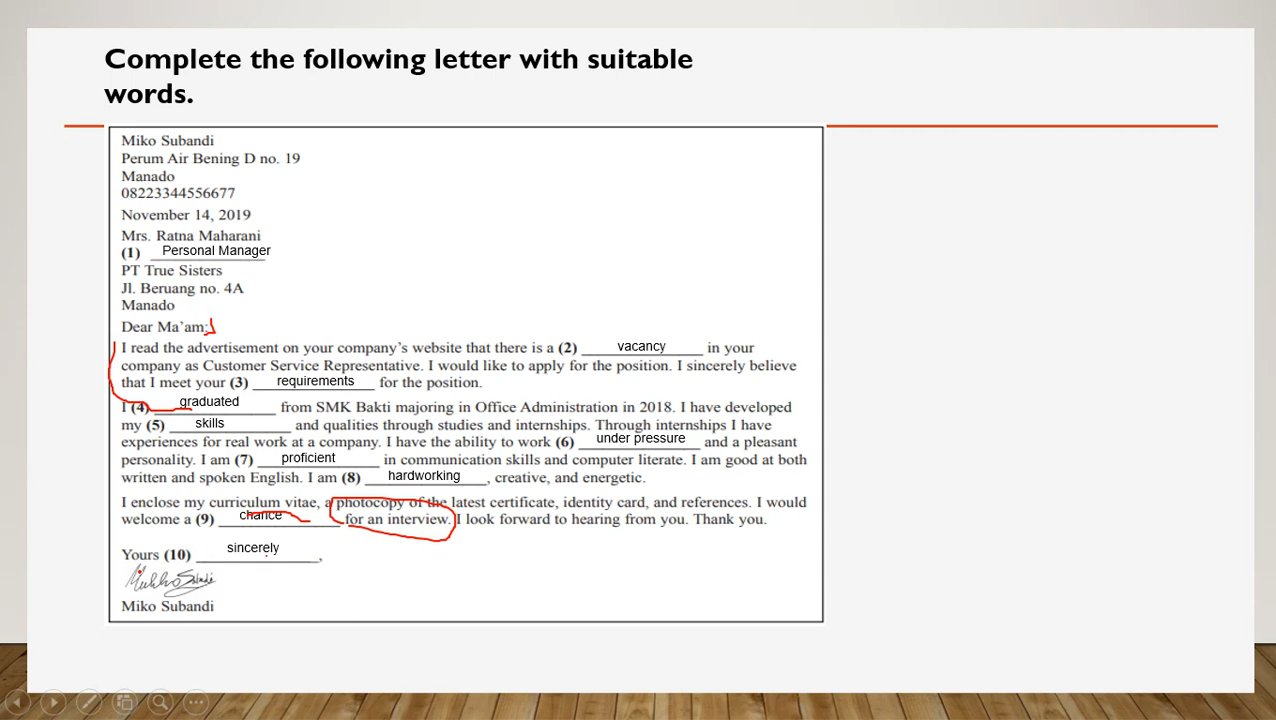 Complete the following letter with suitable
words.
Miko Subandi
Perum Air Bening D no. 19
Manado
08223344556677
November 14, 2019
Mrs. Ratna Maharani
(1) Personal Manager
PT True Sisters
Jl. Beruang no. 4A
Manado
Dear Ma'am:
I read the advertisement on your company's website that there is a (2) vacancy in your
company as Customer Service Representative. I would like to apply for the position. I sincerely believe
that I meet your (3) requirements for the position.
I (4) graduated from SMK Bakti majoring in Office Administration in 2018. I have developed
my (5) skills and qualities through studies and internships. Through internships I have
experiences for real work at a company. I have the ability to work (6) under pressure and a pleasant
personality. I am (7) proficient in communication skills and computer literate. I am good at both
written and spoken English. I am (8) hardworking, creative, and energetic.
I enclose my curriculum vitae, a photocopy of the latest certificate, identity card, and references. I would
welcome a (9) chance for an interview. I look forward to hearing from you. Thank you.
Yours (10) sincerely,
Miko Subandi